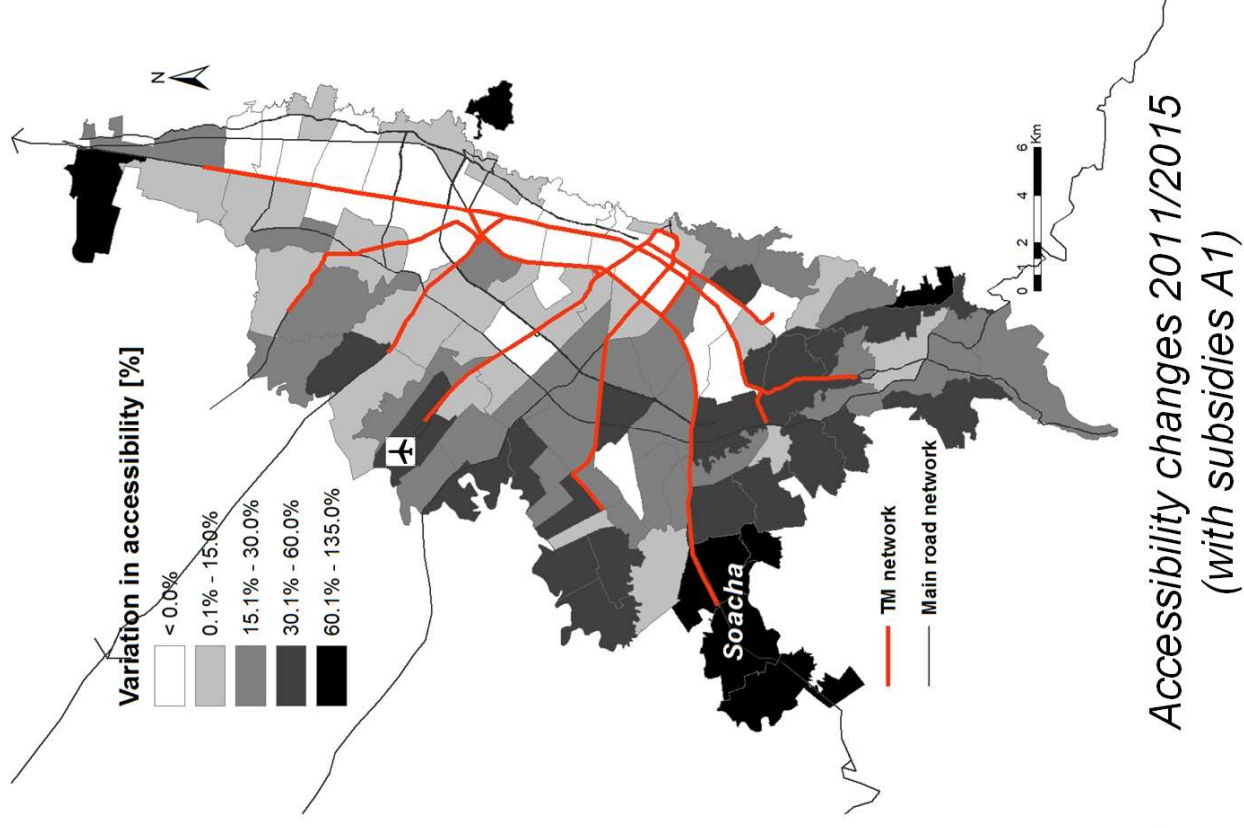 Variation in accessibility [%]
< 0.0%
0.1% - 15.0%
15.1% - 30.0%
30.1% - 60.0%
60.1% - 135.0%
N
Soacha
TM network
Main road network
0 2 4 6
Km
Accessibility changes 2011/2015
(with subsidies A1)